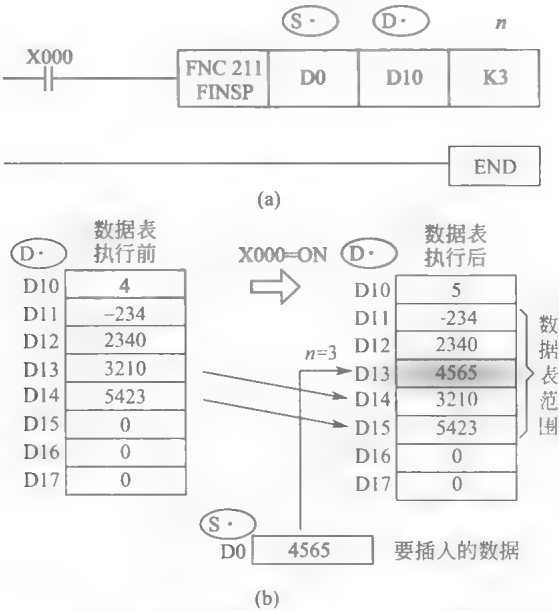 S· D· n
X000
FNC 211 D0 D10 K3
FINSP
END
(a)
数据表 数据表
D· 执行前 X000=ON D· 执行后
D10 4 D10 5
D11 -234 D11 -234
D12 2340 D12 2340
D13 3210 n=3 D13 4565
D14 5423 D14 3210
D15 0 D15 5423
D16 0 D16 0
D17 0 D17 0
数据表范围
S·
D0 4565 要插入的数据
(b)